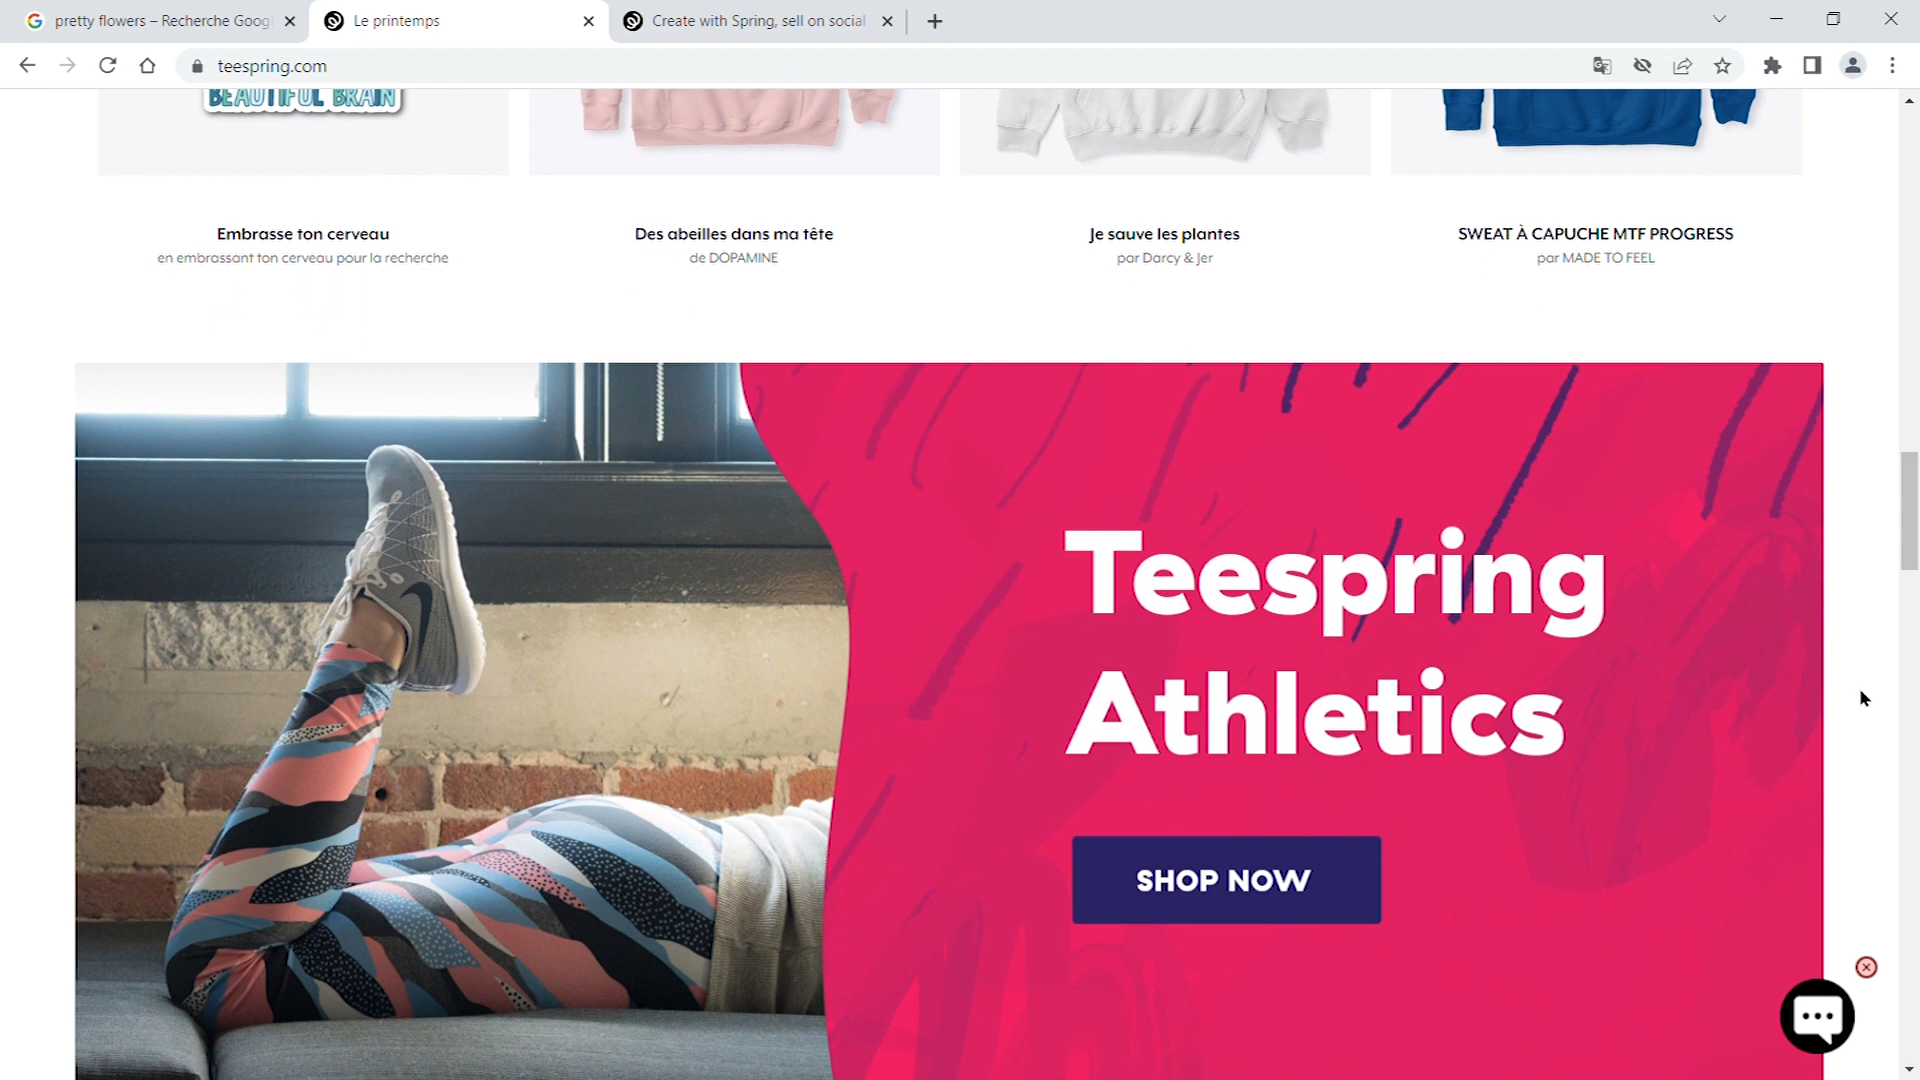 pretty flowers – Recherche Goog
Le printemps
Create with Spring, sell on social
teespring.com
BEAUTIFUL BRAIN
Embrasse ton cerveau
en embrassant ton cerveau pour la recherche
Des abeilles dans ma tête
de DOPAMINE
Je sauve les plantes
par Darcy & Jer
SWEAT À CAPUCHE MTF PROGRESS
par MADE TO FEEL
Teespring
Athletics
SHOP NOW